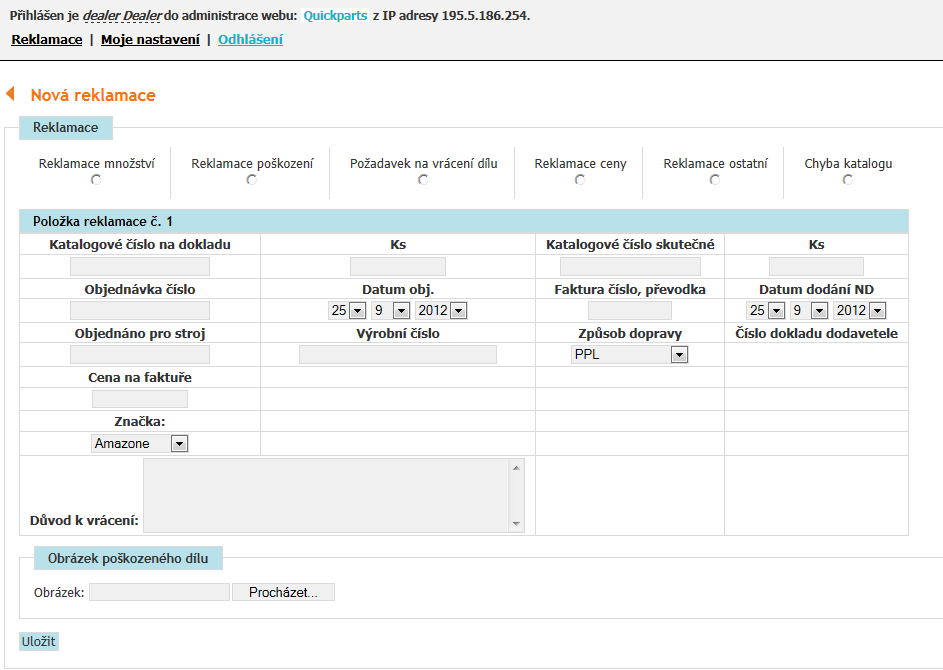 Přihlášen je dealer Dealer do administrace webu: Quickparts z IP adresy 195.5.186.254.
Reklamace | Moje nastavení | Odhlášení
Nová reklamace
Reklamace
Reklamace množství Reklamace poškození Požadavek na vrácení dílu Reklamace ceny Reklamace ostatní Chyba katalogu
Položka reklamace č. 1
Katalogové číslo na dokladu Ks Katalogové číslo skutečné Ks
Objednávka číslo Datum obj. Faktura číslo, převodka Datum dodání ND
25 9 2012 25 9 2012
Objednáno pro stroj Výrobní číslo Způsob dopravy Číslo dokladu dodavatele
PPL
Cena na faktuře
Značka:
Amazone
Důvod k vrácení:
Obrázek poškozeného dílu
Obrázek: Procházet...
Uložit